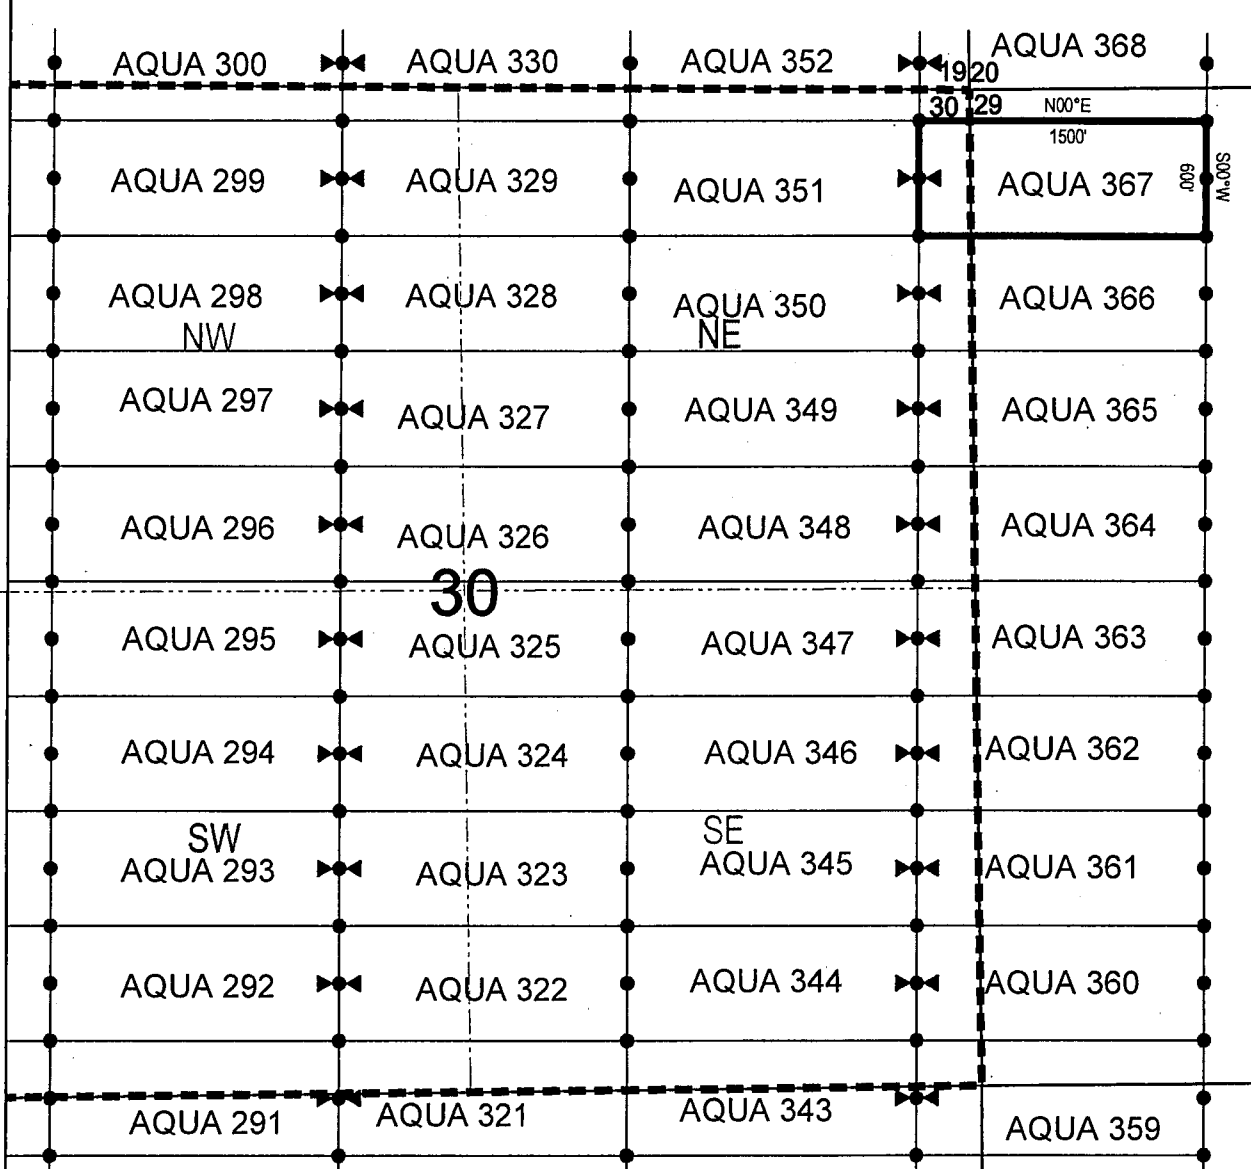 AQUA 300 AQUA 330 AQUA 352 AQUA 368
19 20
30 29 N00°E
1500'
AQUA 299 AQUA 329 AQUA 351 AQUA 367 600' S00°W
AQUA 298 AQUA 328 AQUA 350 AQUA 366
NW NE
AQUA 297 AQUA 327 AQUA 349 AQUA 365
AQUA 296 AQUA 326 AQUA 348 AQUA 364
30
AQUA 295 AQUA 325 AQUA 347 AQUA 363
AQUA 294 AQUA 324 AQUA 346 AQUA 362
SW SE
AQUA 293 AQUA 323 AQUA 345 AQUA 361
AQUA 292 AQUA 322 AQUA 344 AQUA 360
AQUA 291 AQUA 321 AQUA 343 AQUA 359